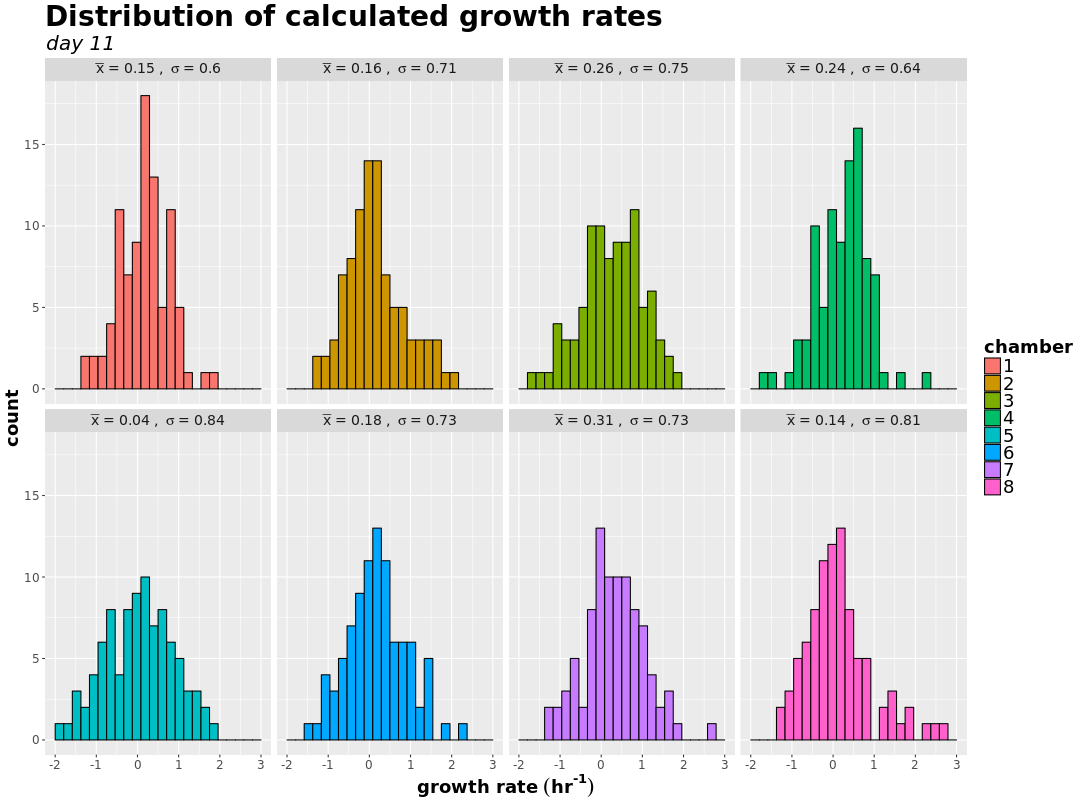 Distribution of calculated growth rates
day 11
x̅ = 0.15 , σ = 0.6
x̅ = 0.16 , σ = 0.71
x̅ = 0.26 , σ = 0.75
x̅ = 0.24 , σ = 0.64
15
10
5
0
x̅ = 0.04 , σ = 0.84
x̅ = 0.18 , σ = 0.73
x̅ = 0.31 , σ = 0.73
x̅ = 0.14 , σ = 0.81
15
10
5
0
-2 -1 0 1 2 3
-2 -1 0 1 2 3
-2 -1 0 1 2 3
-2 -1 0 1 2 3
count
growth rate (hr⁻¹)
chamber
1
2
3
4
5
6
7
8